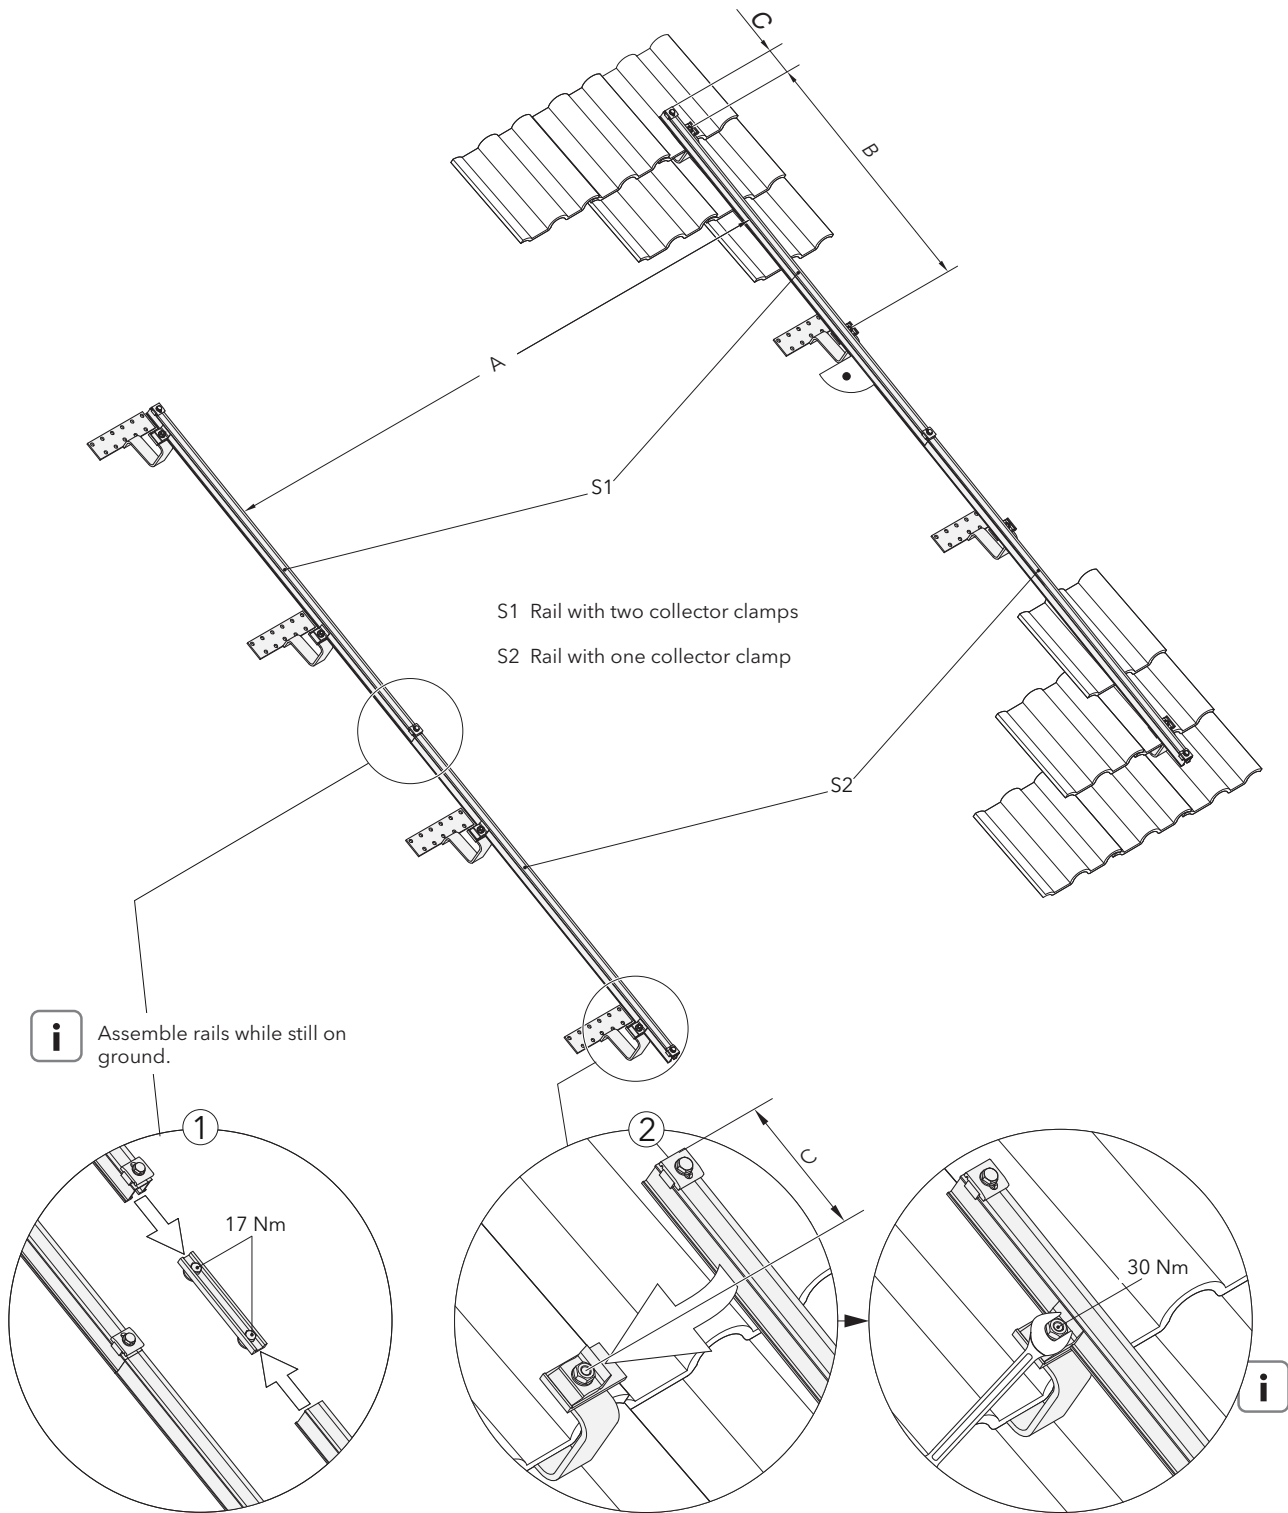 C
B
A
S1
S1 Rail with two collector clamps
S2 Rail with one collector clamp
S2
i
Assemble rails while still on
ground.
1
17 Nm
2
C
30 Nm
i